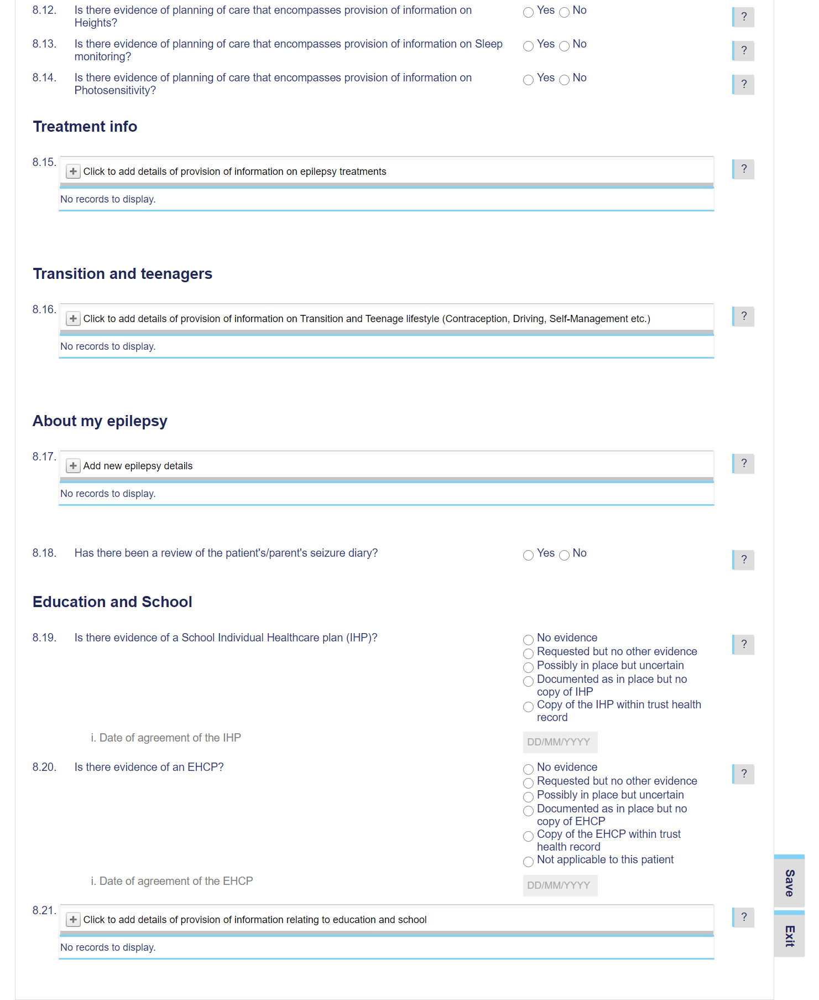 8.12. Is there evidence of planning of care that encompasses provision of information on Yes No ?
Heights?
8.13. Is there evidence of planning of care that encompasses provision of information on Sleep Yes No ?
monitoring?
8.14. Is there evidence of planning of care that encompasses provision of information on Yes No ?
Photosensitivity?
Treatment info
8.15. Click to add details of provision of information on epilepsy treatments ?
No records to display.
Transition and teenagers
8.16. Click to add details of provision of information on Transition and Teenage lifestyle (Contraception, Driving, Self-Management etc.) ?
No records to display.
About my epilepsy
8.17. Add new epilepsy details ?
No records to display.
8.18. Has there been a review of the patient's/parent's seizure diary? Yes No ?
Education and School
8.19. Is there evidence of a School Individual Healthcare plan (IHP)? No evidence ?
Requested but no other evidence
Possibly in place but uncertain
Documented as in place but no
copy of IHP
Copy of the IHP within trust health
record
i. Date of agreement of the IHP DD/MM/YYYY
8.20. Is there evidence of an EHCP? No evidence ?
Requested but no other evidence
Possibly in place but uncertain
Documented as in place but no
copy of EHCP
Copy of the EHCP within trust
health record
Not applicable to this patient
i. Date of agreement of the EHCP DD/MM/YYYY
8.21. Click to add details of provision of information relating to education and school ?
No records to display.
Save
Exit